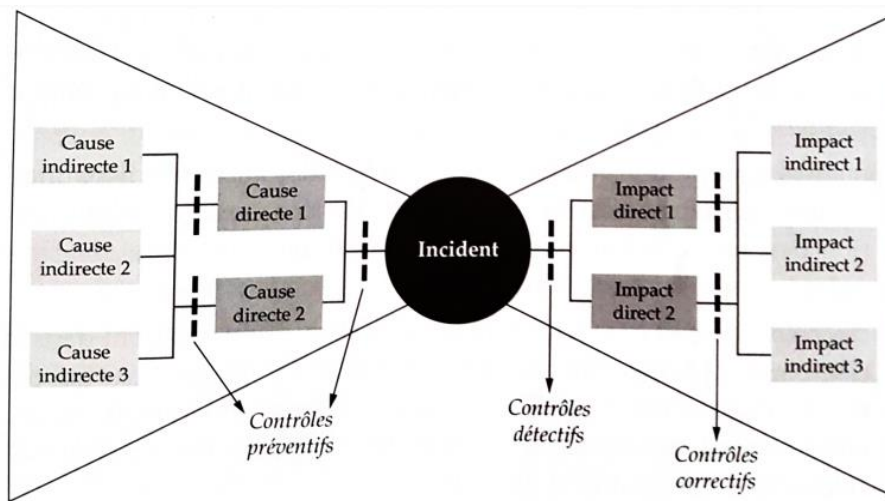 Cause
indirecte 1
Cause
indirecte 2
Cause
indirecte 3
Cause
directe 1
Cause
directe 2
Contrôles
préventifs
Incident
Contrôles
détectifs
Impact
direct 1
Impact
direct 2
Contrôles
correctifs
Impact
indirect 1
Impact
indirect 2
Impact
indirect 3